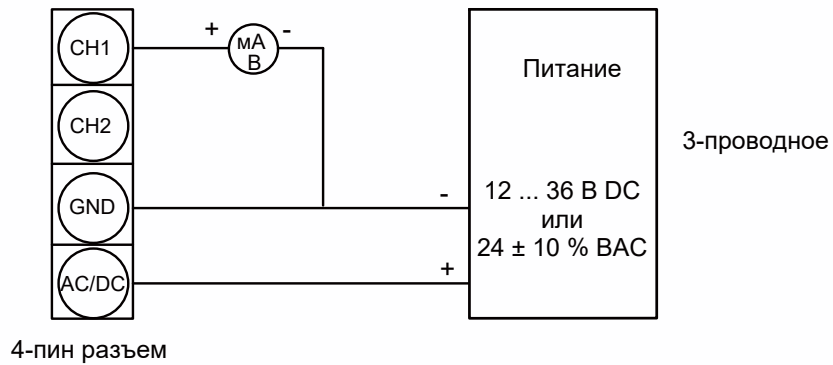 CH1
+
мА
В
-
CH2
GND
AC/DC
-
+
Питание
12 ... 36 В DC
или
24 ± 10 % ВАС
3-проводное
4-пин разъем